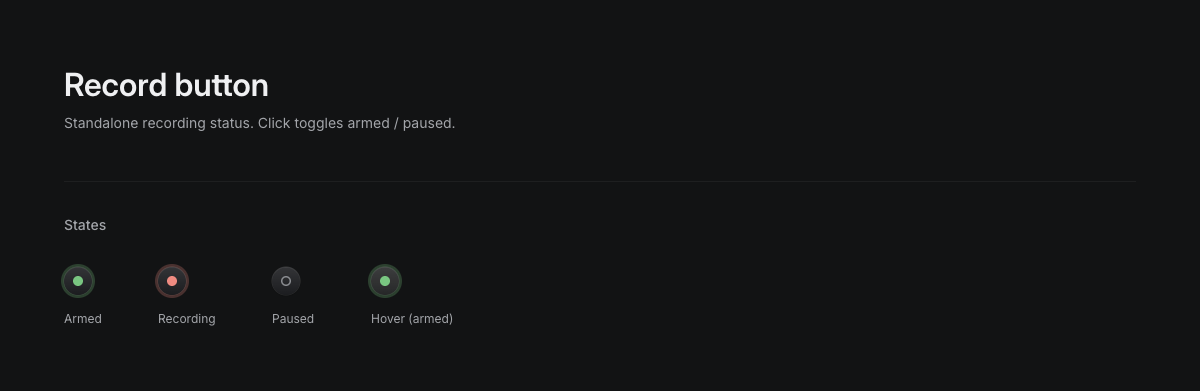 Record button
Standalone recording status. Click toggles armed / paused.
States
Armed
Recording
Paused
Hover (armed)